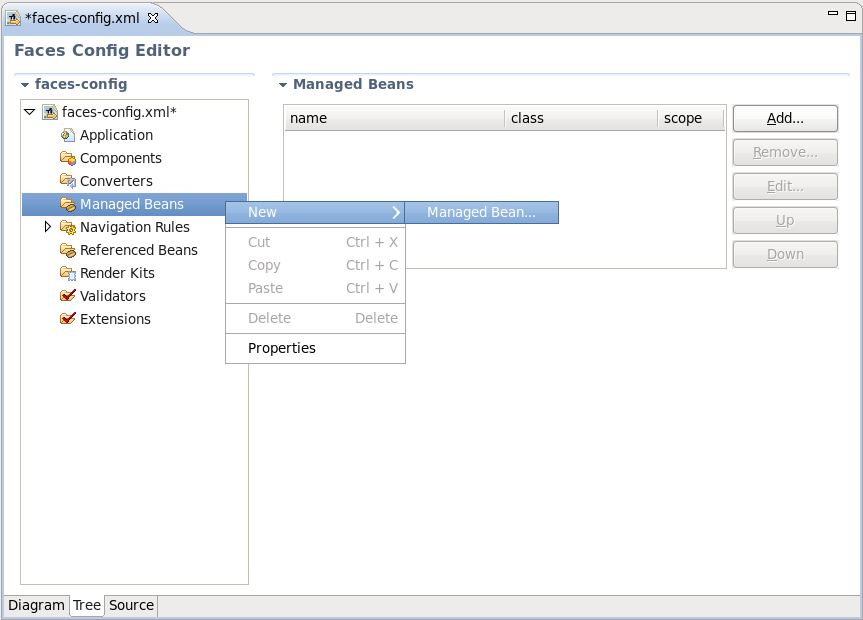 *faces-config.xml
Faces Config Editor
faces-config
faces-config.xml*
Application
Components
Converters
Managed Beans
Navigation Rules
Referenced Beans
Render Kits
Validators
Extensions
Managed Beans
name class scope
Add...
Remove...
Edit...
Up
Down
New
Managed Bean...
Cut Ctrl + X
Copy Ctrl + C
Paste Ctrl + V
Delete Delete
Properties
Diagram Tree Source